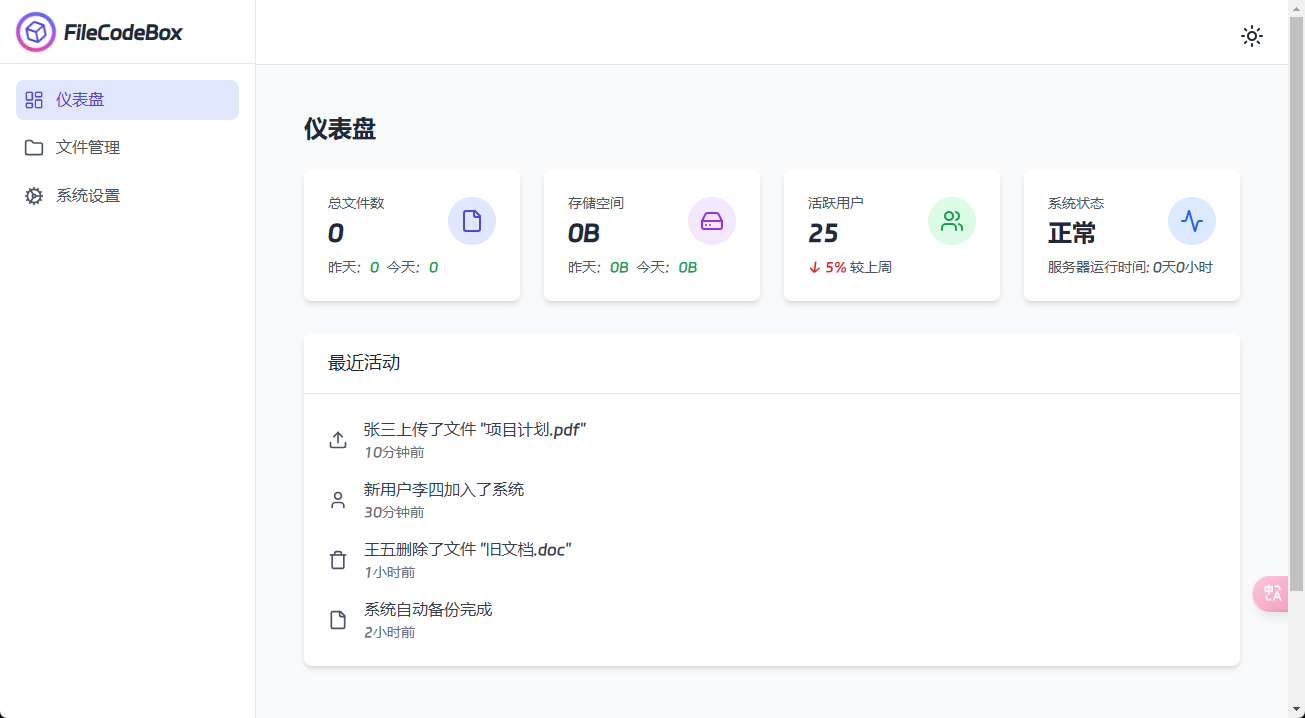 FileCodeBox
仪表盘
文件管理
系统设置
仪表盘
总文件数
0
昨天: 0 今天: 0
存储空间
0B
昨天: 0B 今天: 0B
活跃用户
25
↓ 5% 较上周
系统状态
正常
服务器运行时间: 0天0小时
最近活动
张三上传了文件 "项目计划.pdf"
10分钟前
新用户李四加入了系统
30分钟前
王五删除了文件 "旧文档.doc"
1小时前
系统自动备份完成
2小时前